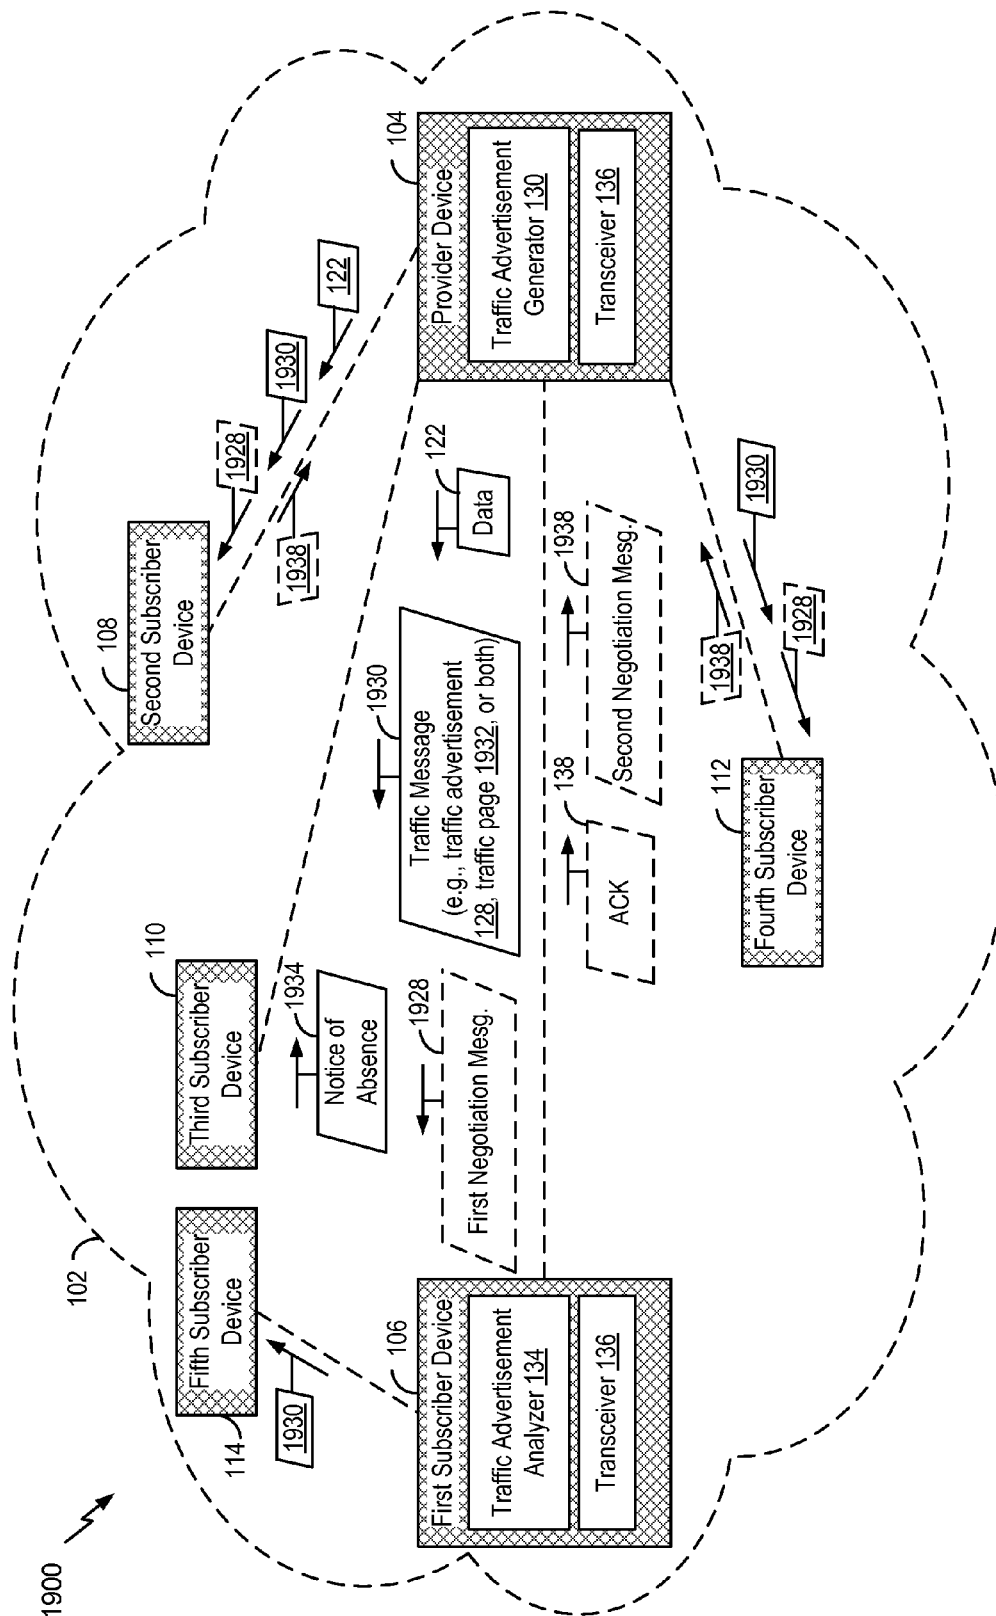 1900
102
114
Fifth Subscriber
Device
110
Third Subscriber
Device
108
Second Subscriber
Device
1930
1934
Notice of
Absence
1928
1938
1930
122
106
First Subscriber Device
Traffic Advertisement
Analyzer 134
Transceiver 136
1928
First Negotiation Mesg.
1930
Traffic Message
(e.g., traffic advertisement
128, traffic page 1932, or both)
122
Data
104
Provider Device
Traffic Advertisement
Generator 130
Transceiver 136
138
ACK
1938
Second Negotiation Mesg.
112
Fourth Subscriber
Device
1938
1928
1930